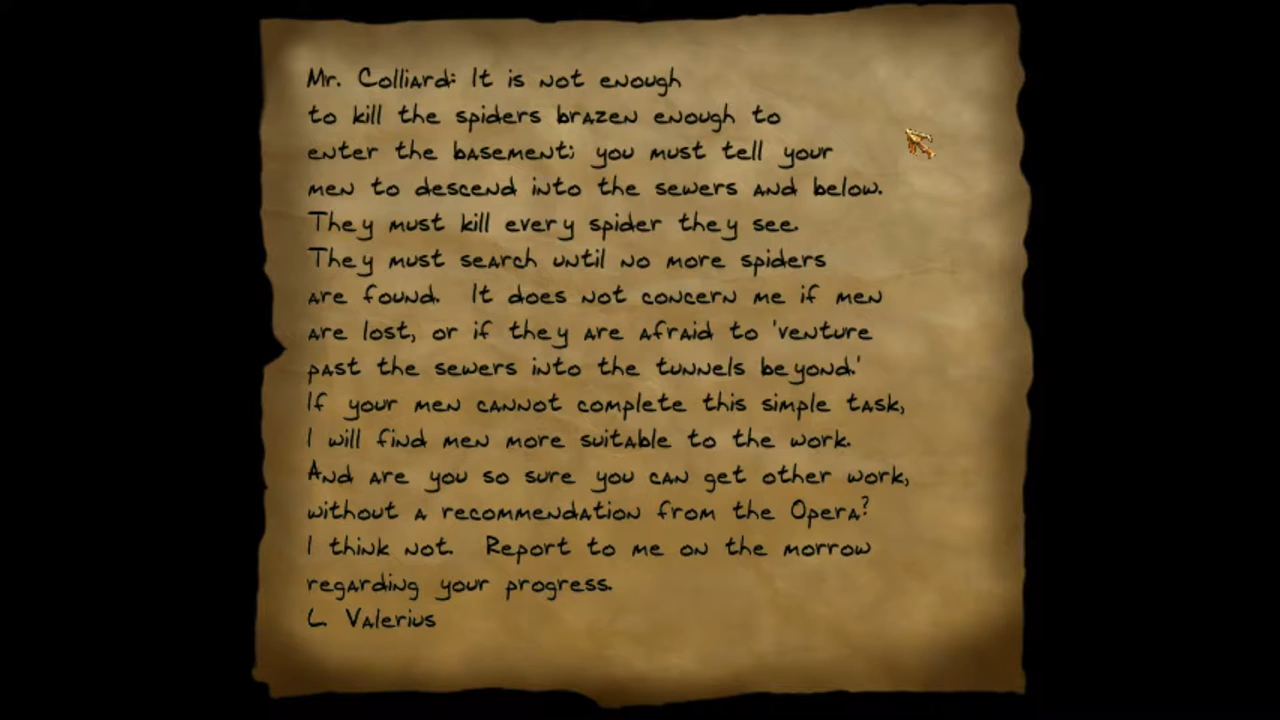 Mr. Colliard: It is not enough
to kill the spiders brazen enough to
enter the basement; you must tell your
men to descend into the sewers and below.
They must kill every spider they see.
They must search until no more spiders
are found. It does not concern me if men
are lost, or if they are afraid to 'venture
past the sewers into the tunnels beyond.'
If your men cannot complete this simple task,
I will find men more suitable to the work.
And are you so sure you can get other work,
without a recommendation from the Opera?
I think not. Report to me on the morrow
regarding your progress.
L. Valerius